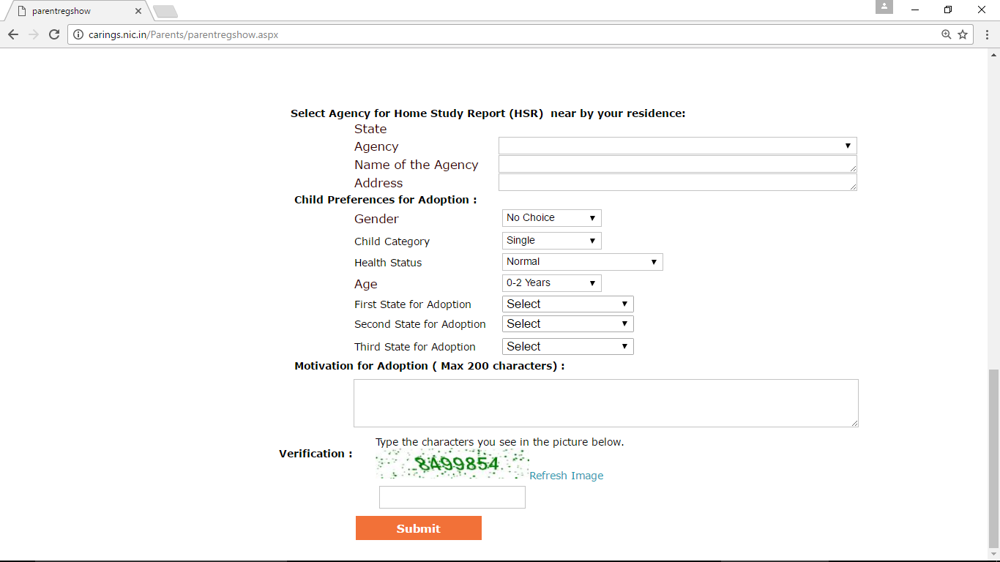 parentregshow
carings.nic.in/Parents/parentregshow.aspx
Select Agency for Home Study Report (HSR) near by your residence:
State
Agency
Name of the Agency
Address
Child Preferences for Adoption :
Gender No Choice
Child Category Single
Health Status Normal
Age 0-2 Years
First State for Adoption Select
Second State for Adoption Select
Third State for Adoption Select
Motivation for Adoption ( Max 200 characters) :
Type the characters you see in the picture below.
Verification :
8499854
Refresh Image
Submit